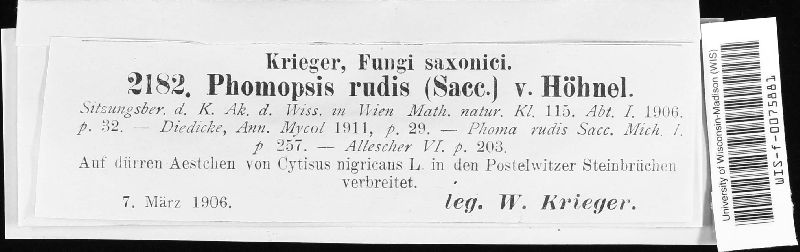 Krieger, Fungi saxonici.
2182. Phomopsis rudis (Sacc.) v. Höhnel.
Sitzungsber. d. K. Ak. d. Wiss. in Wien Math. natur. Kl. 115. Abt. I. 1906.
p. 32. — Diedicke, Ann. Mycol 1911, p. 29. — Phoma rudis Sacc. Mich. I.
p 257. — Allescher VI. p. 203.
Auf dürren Aestchen von Cytisus nigricans L. in den Postelwitzer Steinbrüchen
verbreitet.
7. März 1906. leg. W. Krieger.
University of Wisconsin-Madison (WIS)
WIS-f-0075881